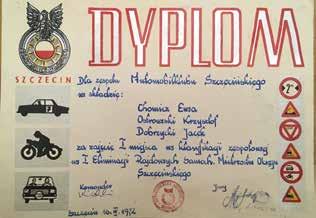 DYPLOM
SZCZECIN
Dla zespołu Automobilklubu Szczecińskiego
w składzie:
Chomicz Ewa
Ostrowski Krzysztof
Dobrzycki Jacek
za zajęcie I miejsca w klasyfikacji zespołowej
w I Eliminacji Rajdowych Samoch. Mistrzostw Okręgu
Szczecińskiego
Komandor
Szczecin